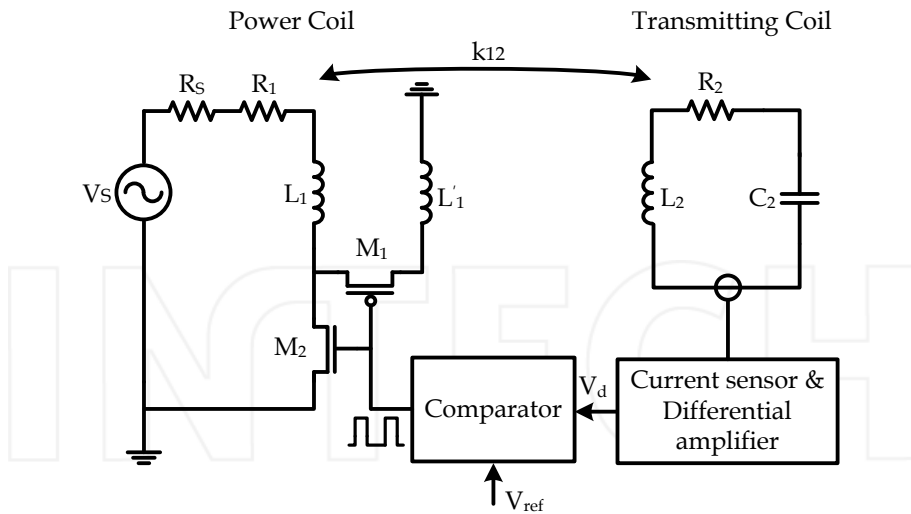 Power Coil
Transmitting Coil
k12
RS
R1
R2
VS
L1
L'1
L2
C2
M1
M2
Vd
Comparator
Current sensor &
Differential
amplifier
Vref
INTECH